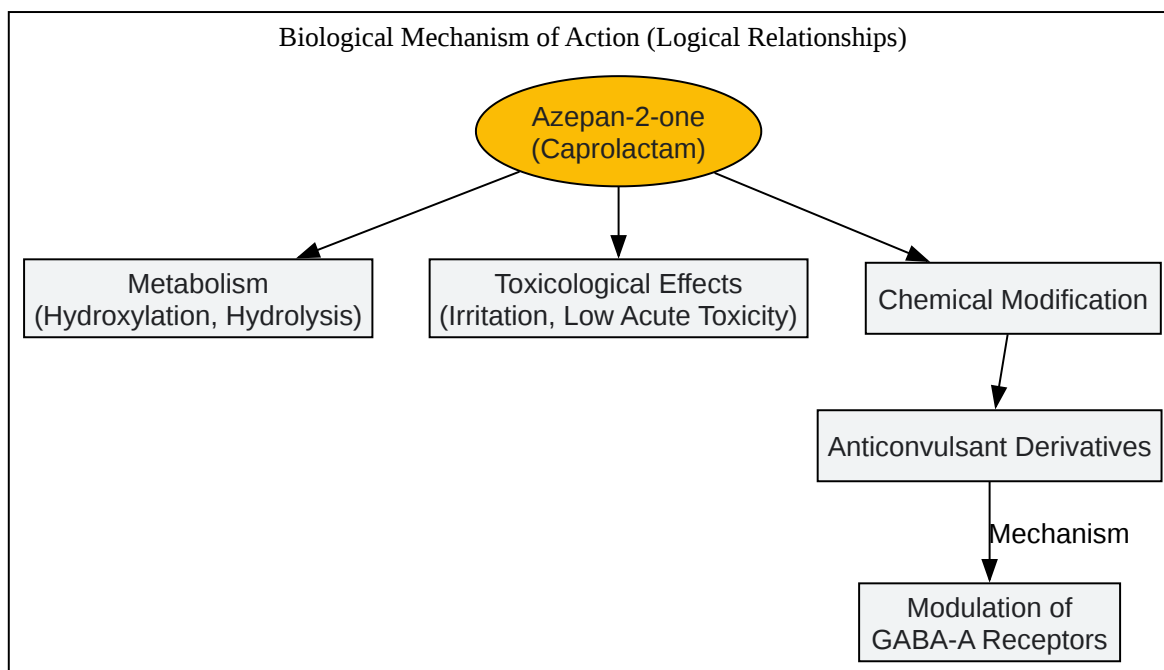 Biological Mechanism of Action (Logical Relationships)
Azepan-2-one
(Caprolactam)
Metabolism
(Hydroxylation, Hydrolysis)
Toxicological Effects
(Irritation, Low Acute Toxicity)
Chemical Modification
Anticonvulsant Derivatives
Mechanism
Modulation of
GABA-A Receptors